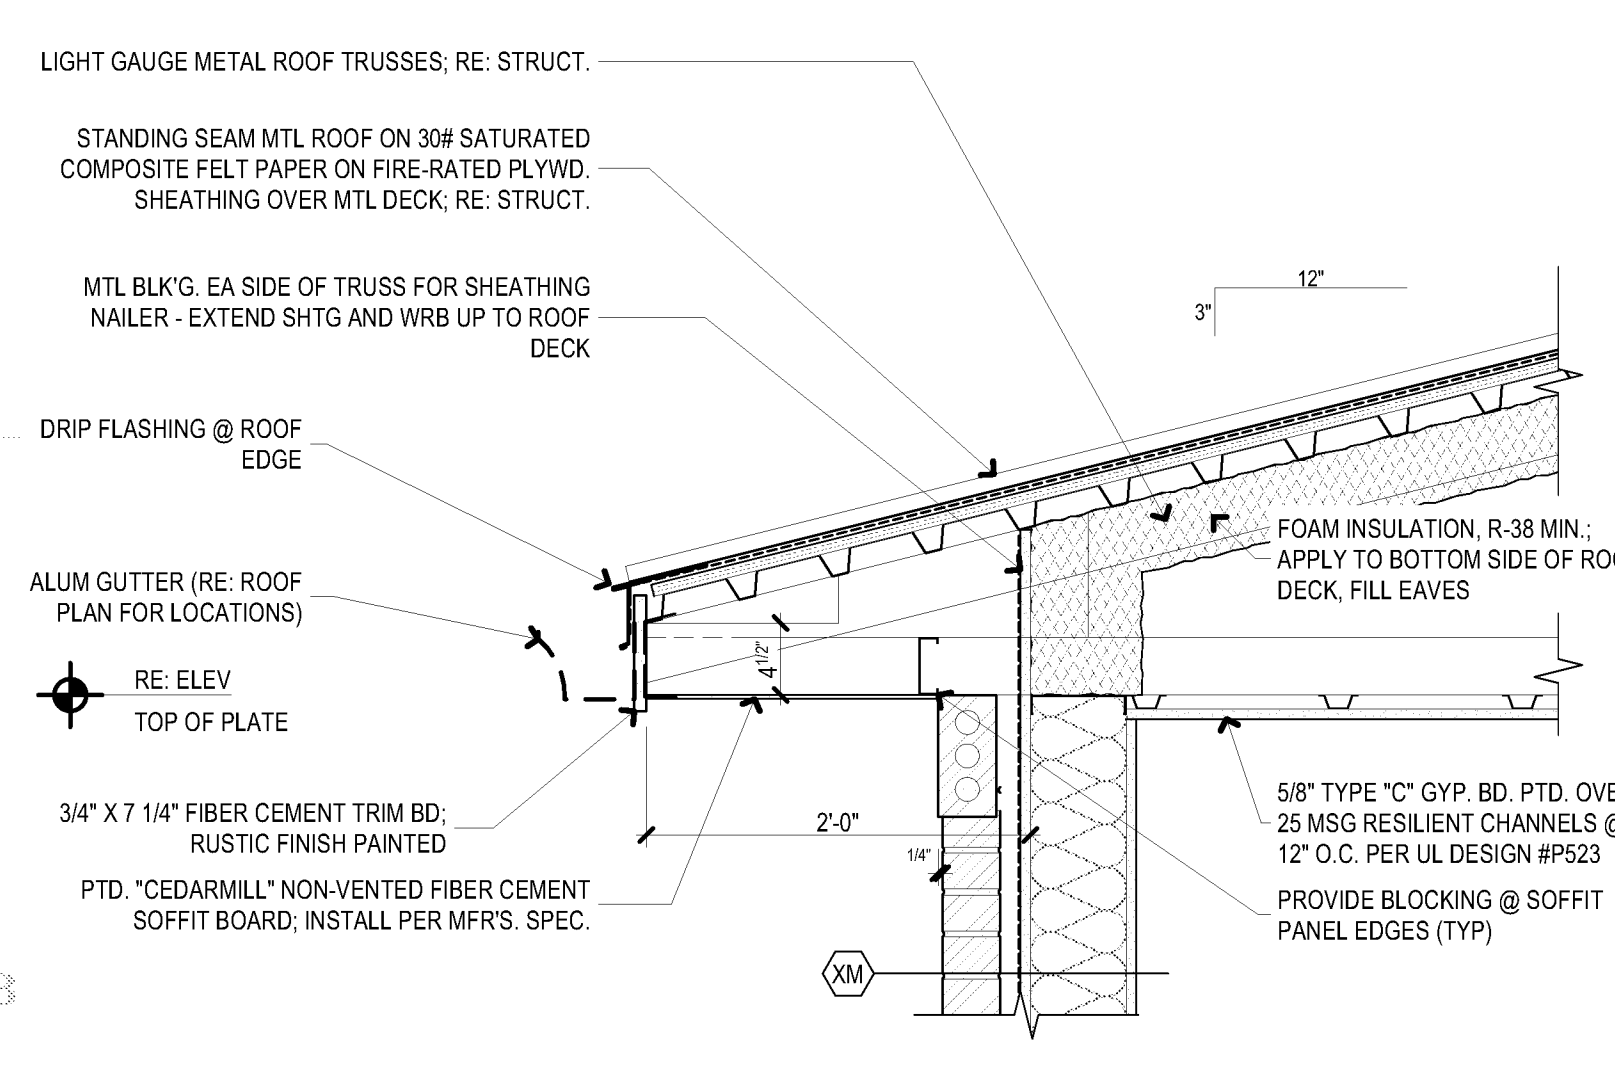 LIGHT GAUGE METAL ROOF TRUSSES; RE: STRUCT.
STANDING SEAM MTL ROOF ON 30# SATURATED
COMPOSITE FELT PAPER ON FIRE-RATED PLYWD.
SHEATHING OVER MTL DECK; RE: STRUCT.
MTL BLK'G. EA SIDE OF TRUSS FOR SHEATHING
NAILER - EXTEND SHTG AND WRB UP TO ROOF
DECK
12"
3"
DRIP FLASHING @ ROOF
EDGE
ALUM GUTTER (RE: ROOF
PLAN FOR LOCATIONS)
RE: ELEV
TOP OF PLATE
4 1/2"
FOAM INSULATION, R-38 MIN.;
APPLY TO BOTTOM SIDE OF
DECK, FILL EAVES
3/4" X 7 1/4" FIBER CEMENT TRIM BD;
RUSTIC FINISH PAINTED
PTD. "CEDARMILL" NON-VENTED FIBER CEMENT
SOFFIT BOARD; INSTALL PER MFR'S. SPEC.
2'-0"
1/4"
XM
5/8" TYPE "C" GYP. BD. PTD.
25 MSG RESILIENT CHANNELS @
12" O.C. PER UL DESIGN #P523
PROVIDE BLOCKING @ SOFFIT
PANEL EDGES (TYP)